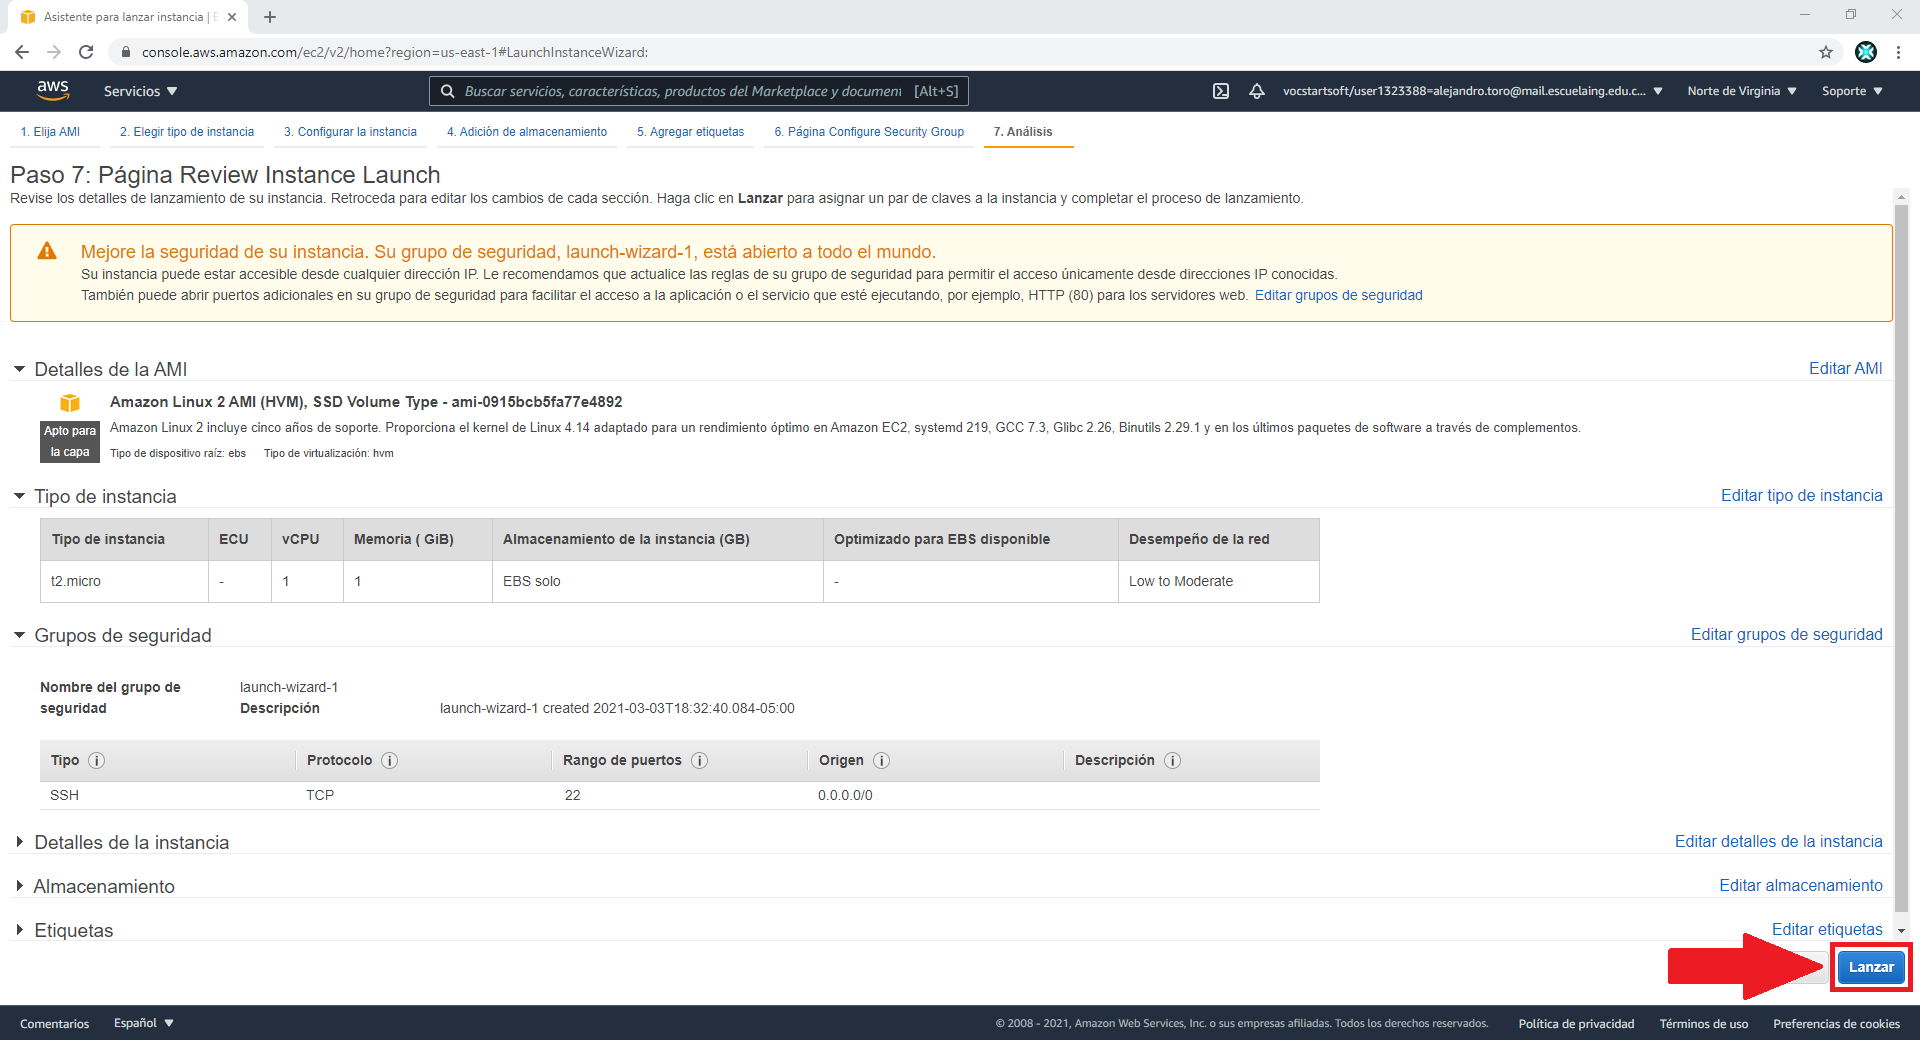 Asistente para lanzar instancia | E
console.aws.amazon.com/ec2/v2/home?region=us-east-1#LaunchInstanceWizard:
aws
Servicios
Buscar servicios, características, productos del Marketplace y documen
[Alt+S]
vocstartsoft/user1323388=alejandro.toro@mail.escuelaing.edu.c...
Norte de Virginia
Soporte
1. Elija AMI
2. Elegir tipo de instancia
3. Configurar la instancia
4. Adición de almacenamiento
5. Agregar etiquetas
6. Página Configure Security Group
7. Análisis
Paso 7: Página Review Instance Launch
Revise los detalles de lanzamiento de su instancia. Retroceda para editar los cambios de cada sección. Haga clic en Lanzar para asignar un par de claves a la instancia y completar el proceso de lanzamiento.
Mejore la seguridad de su instancia. Su grupo de seguridad, launch-wizard-1, está abierto a todo el mundo.
Su instancia puede estar accesible desde cualquier dirección IP. Le recomendamos que actualice las reglas de su grupo de seguridad para permitir el acceso únicamente desde direcciones IP conocidas.
También puede abrir puertos adicionales en su grupo de seguridad para facilitar el acceso a la aplicación o el servicio que esté ejecutando, por ejemplo, HTTP (80) para los servidores web. Editar grupos de seguridad
Detalles de la AMI
Editar AMI
Amazon Linux 2 AMI (HVM), SSD Volume Type - ami-0915bcb5fa77e4892
Apto para
la capa
Amazon Linux 2 incluye cinco años de soporte. Proporciona el kernel de Linux 4.14 adaptado para un rendimiento óptimo en Amazon EC2, systemd 219, GCC 7.3, Glibc 2.26, Binutils 2.29.1 y en los últimos paquetes de software a través de complementos.
Tipo de dispositivo raíz: ebs Tipo de virtualización: hvm
Tipo de instancia
Editar tipo de instancia
Tipo de instancia ECU vCPU Memoria ( GiB) Almacenamiento de la instancia (GB) Optimizado para EBS disponible Desempeño de la red
t2.micro - 1 1 EBS solo - Low to Moderate
Grupos de seguridad
Editar grupos de seguridad
Nombre del grupo de
seguridad
launch-wizard-1
Descripción
launch-wizard-1 created 2021-03-03T18:32:40.084-05:00
Tipo Protocolo Rango de puertos Origen Descripción
SSH TCP 22 0.0.0.0/0
Detalles de la instancia
Editar detalles de la instancia
Almacenamiento
Editar almacenamiento
Etiquetas
Editar etiquetas
Lanzar
Comentarios
Español
© 2008 - 2021, Amazon Web Services, Inc. o sus empresas afiliadas. Todos los derechos reservados.
Política de privacidad
Términos de uso
Preferencias de cookies